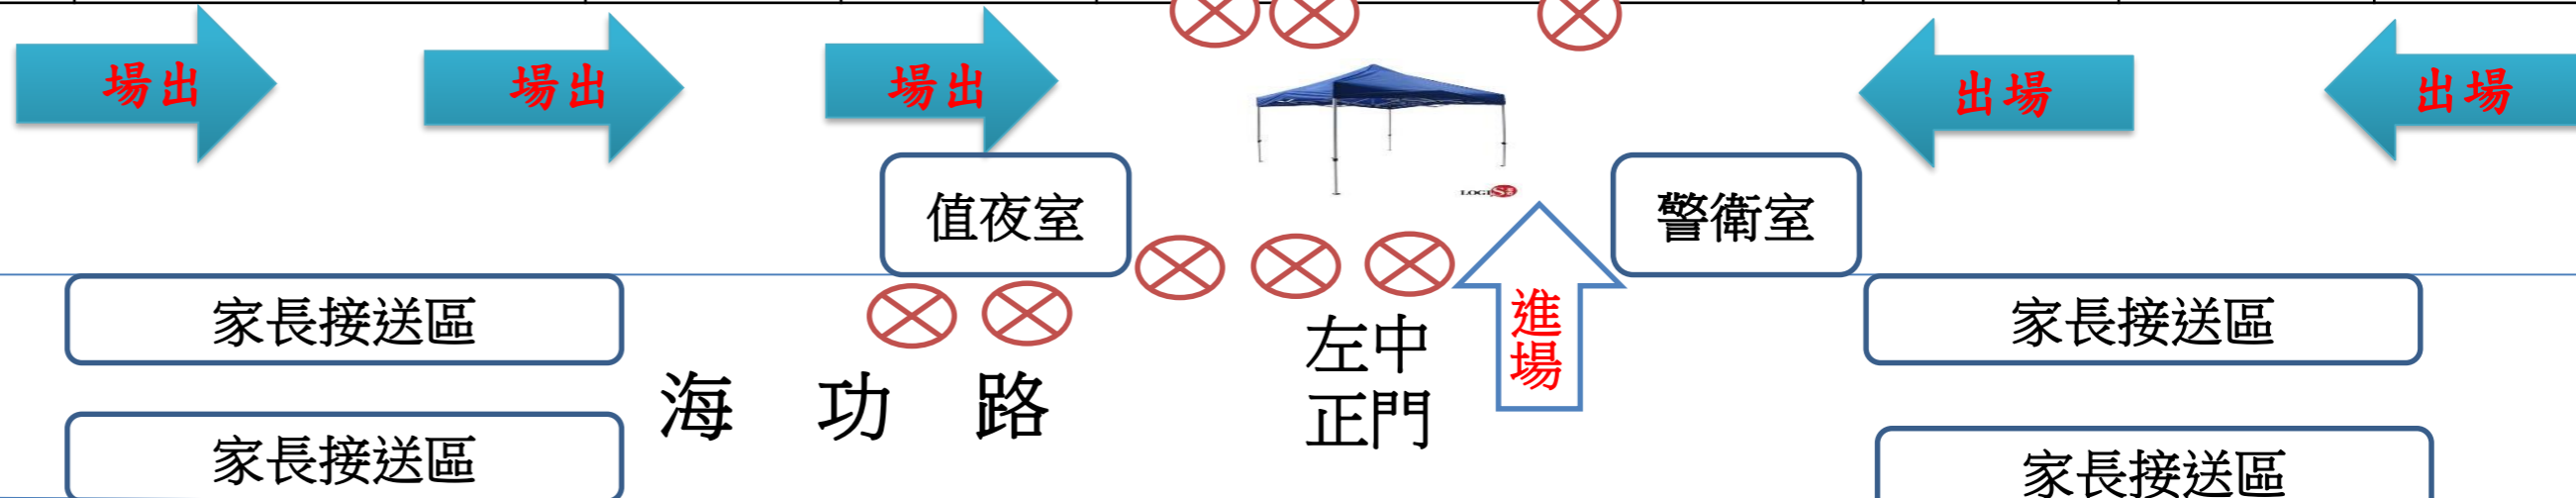 場出
場出
場出
出場
出場
值夜室
警衛室
家長接送區
進場
家長接送區
左中
正門
海 功 路
家長接送區
家長接送區